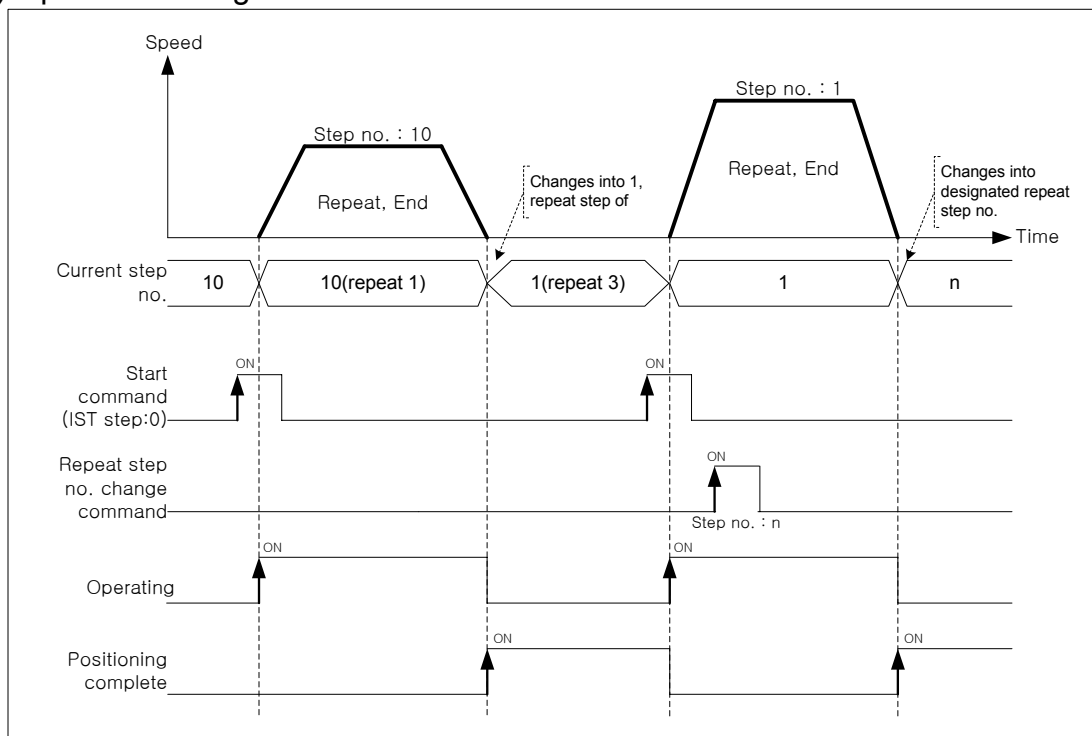 Speed
Step no. : 1
Step no. : 10
Changes into 1,
repeat step of
Repeat, End
Repeat, End
Changes into
designated repeat
step no.
Time
Current step
no.
10
10(repeat 1)
1(repeat 3)
1
n
Start
command
(IST step:0)
ON
ON
Repeat step
no. change
command
ON
Step no. : n
Operating
ON
ON
Positioning
complete
ON
ON